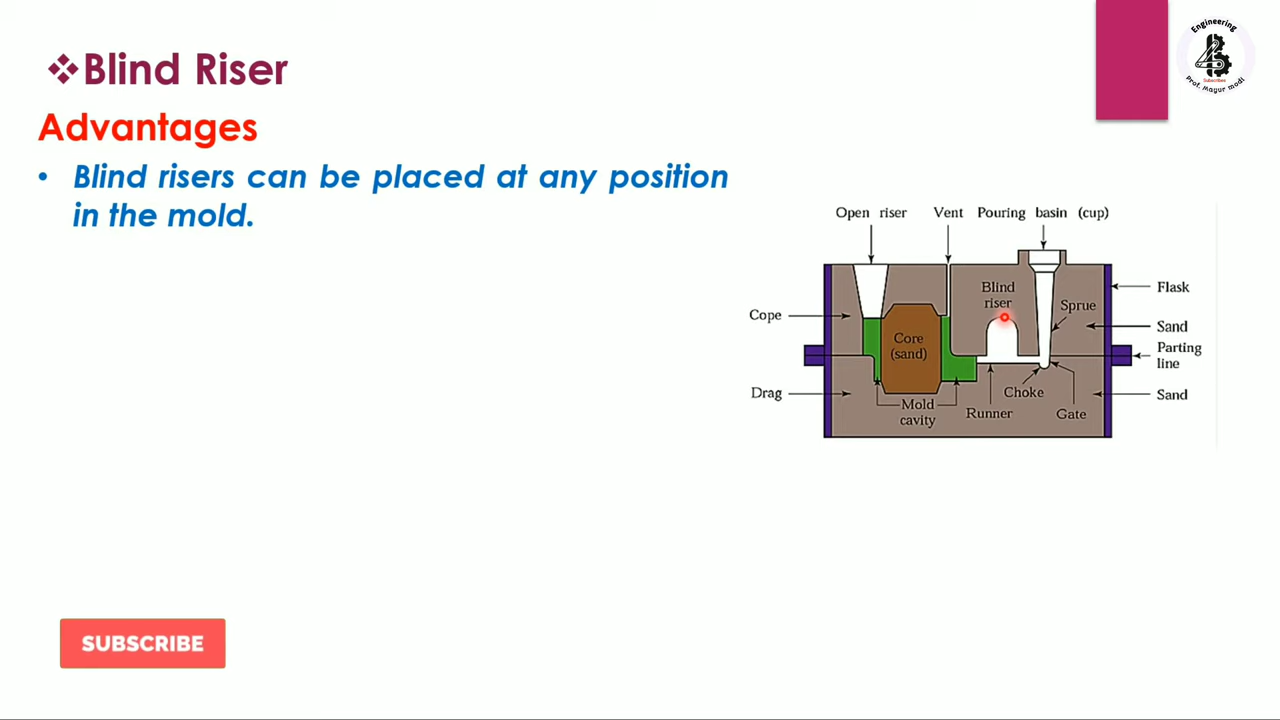 ❖Blind Riser
Advantages
• Blind risers can be placed at any position
in the mold.
Engineering
Subscribes
Prof. Mayur modi
Open riser Vent Pouring basin (cup)
Flask
Blind
riser
Sprue
Cope
Sand
Core
(sand)
Parting
line
Drag
Choke
Sand
Mold
cavity
Runner
Gate
SUBSCRIBE